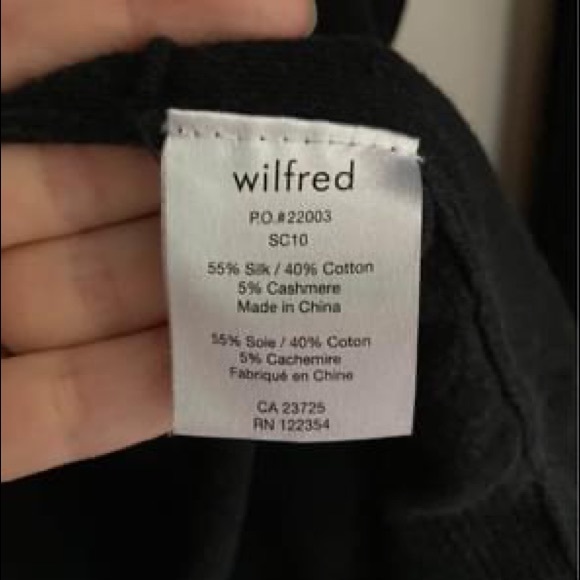 wilfred
P.O.#22003
SC10
55% Silk / 40% Cotton
5% Cashmere
Made in China
55% Soie / 40% Coton
5% Cachemire
Fabriqué en Chine
CA 23725
RN 122354